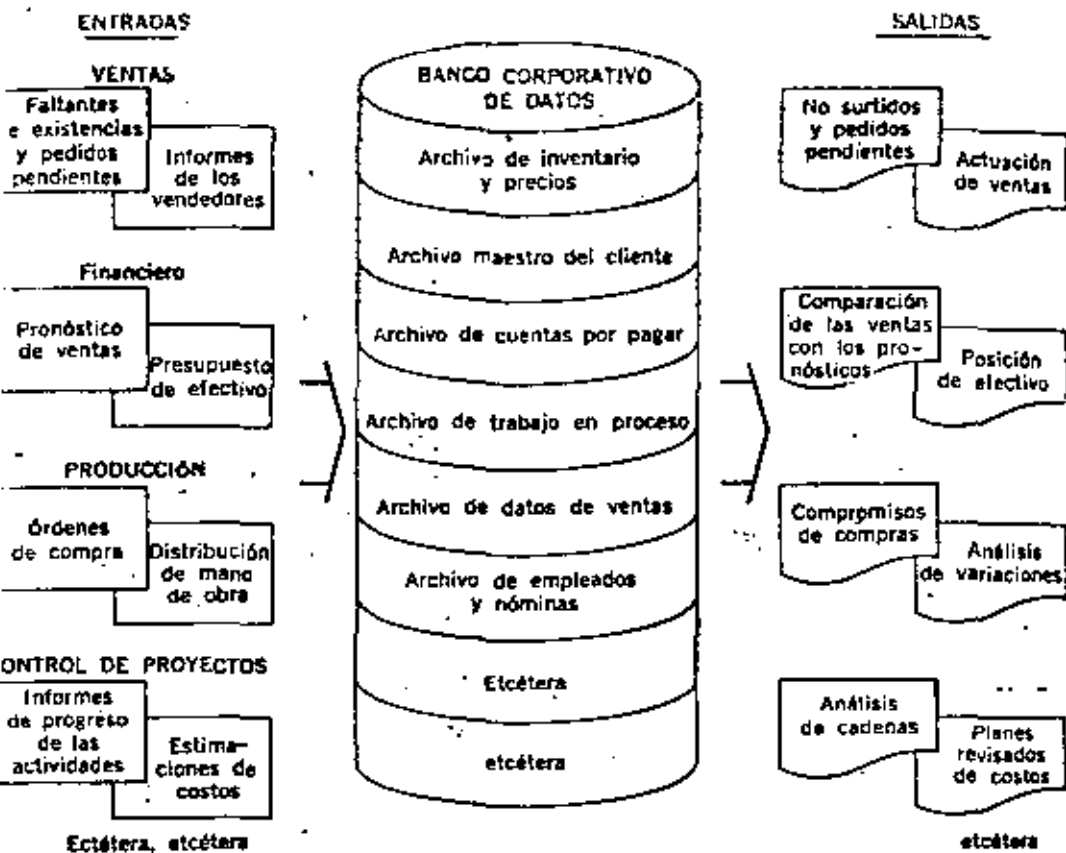 ENTRADAS
VENTAS
Faltantes
e existencias
y pedidos
pendientes
Informes
de los
vendedores
Financiero
Pronóstico
de ventas
Presupuesto
de efectivo
PRODUCCIÓN
Órdenes
de compra
Distribución
de mano
de obra
ONTROL DE PROYECTOS
Informes
de progreso
de las
actividades
Estima-
ciones de
costos
Ectétera, etcétera
BANCO CORPORATIVO
DE DATOS
Archivo de inventario
y precios
Archivo maestro del cliente
Archivo de cuentas por pagar
Archivo de trabajo en proceso
Archivo de datos de ventas
Archivo de empleados
y nóminas
Etcétera
etcétera
SALIDAS
No surtidos
y pedidos
pendientes
Actuación
de ventas
Comparación
de las ventas
con los pro-
nósticos
Posición
de efectivo
Compromisos
de compras
Análisis
de variaciones
Análisis
de cadenas
Planes
revisados
de costos
etcétera